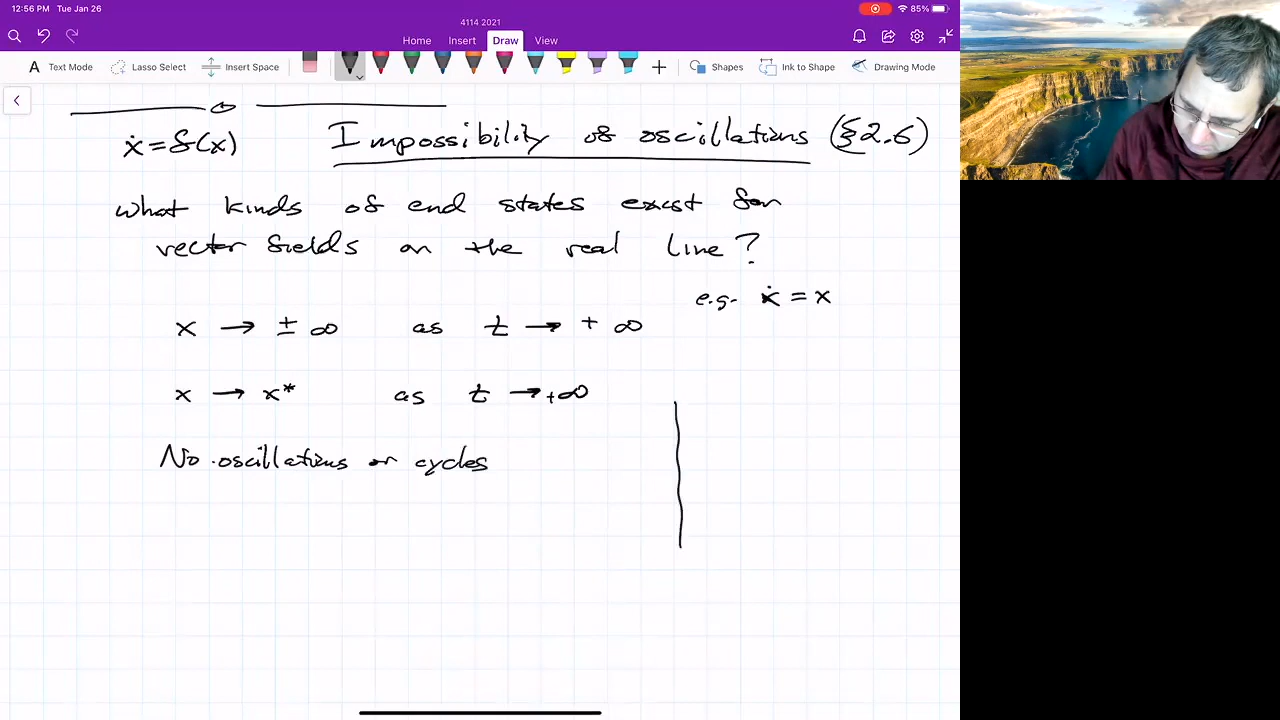 12:56 PM Tue Jan 26
85%
4114 2021
Home Insert Draw View
Text Mode Lasso Select Insert Space Shapes Ink to Shape Drawing Mode
ẋ = f(x) Impossibility of oscillations (§2.6)
What kinds of end states exist for
vector fields on the real line?
e.g. ẋ = x
x → ± ∞ as t → + ∞
x → x* as t → +∞
No oscillations or cycles